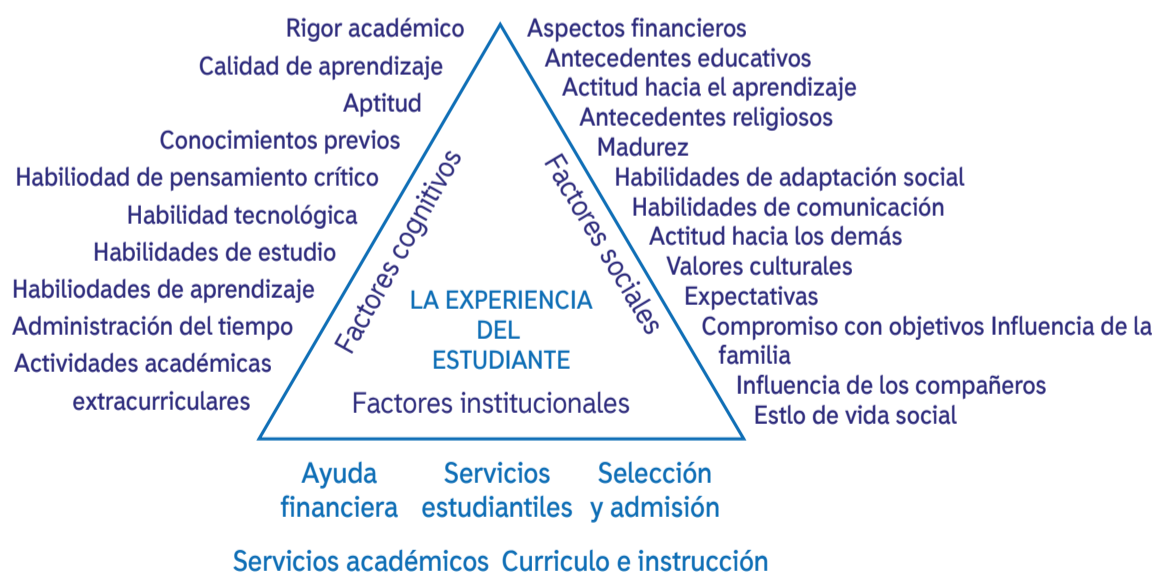 Rigor académico
Calidad de aprendizaje
Aptitud
Conocimientos previos
Habiliodad de pensamiento crítico
Habilidad tecnológica
Habilidades de estudio
Habiliodades de aprendizaje
Administración del tiempo
Actividades académicas
extracurriculares
Factores cognitivos
Aspectos financieros
Antecedentes educativos
Actitud hacia el aprendizaje
Antecedentes religiosos
Madurez
Habilidades de adaptación social
Habilidades de comunicación
Actitud hacia los demás
Valores culturales
Expectativas
Compromiso con objetivos Influencia de la
familia
Influencia de los compañeros
Estlo de vida social
Factores sociales
LA EXPERIENCIA
DEL
ESTUDIANTE
Factores institucionales
Ayuda
financiera
Servicios
estudiantiles
Selección
y admisión
Servicios académicos
Curriculo e instrucción